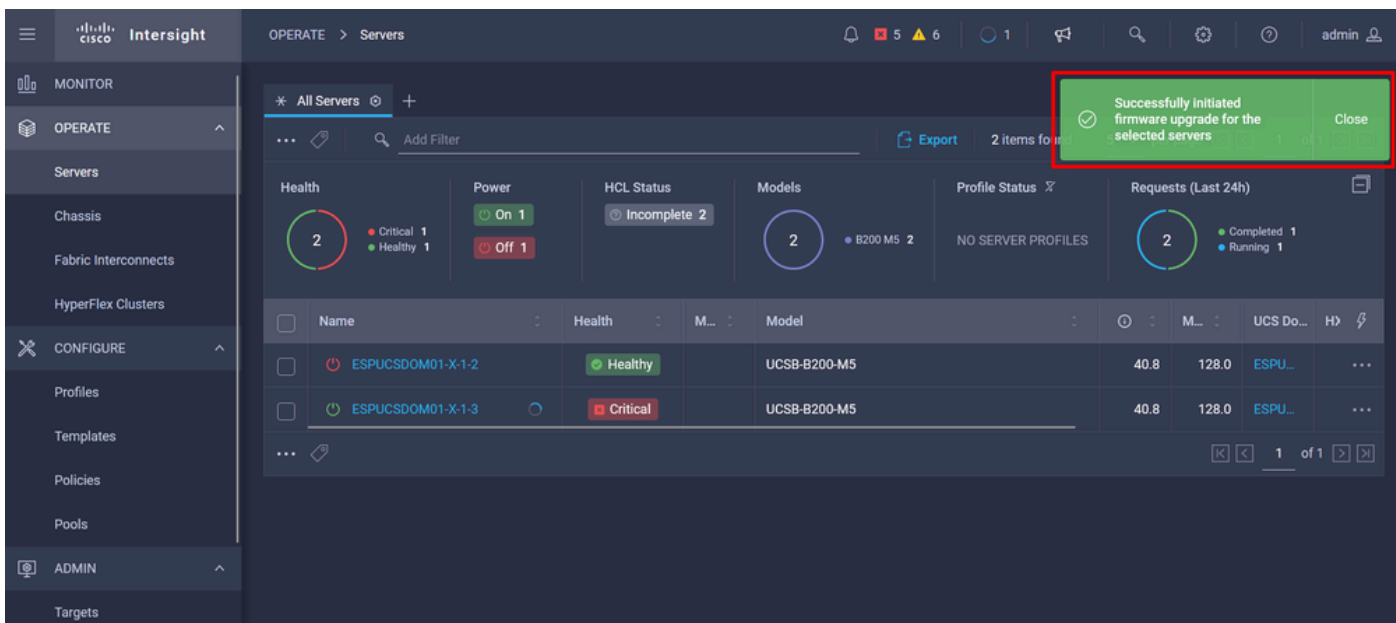 CISCO Intersight
OPERATE > Servers
5 6 1 admin
MONITOR
OPERATE
Servers
Chassis
Fabric Interconnects
HyperFlex Clusters
CONFIGURE
Profiles
Templates
Policies
Pools
ADMIN
Targets
All Servers +
Successfully initiated
firmware upgrade for the
selected servers
Close
... Add Filter
Export 2 items
Health
2
Critical 1
Healthy 1
Power
On 1
Off 1
HCL Status
Incomplete 2
Models
2
B200 M5 2
Profile Status
NO SERVER PROFILES
Requests (Last 24h)
2
Completed 1
Running 1
Name Health M... Model M... UCS Do...
ESPUCSDOM01-X-1-2 Healthy UCSB-B200-M5 40.8 128.0 ESPU... ...
ESPUCSDOM01-X-1-3 Critical UCSB-B200-M5 40.8 128.0 ESPU... ...
... 1 of 1